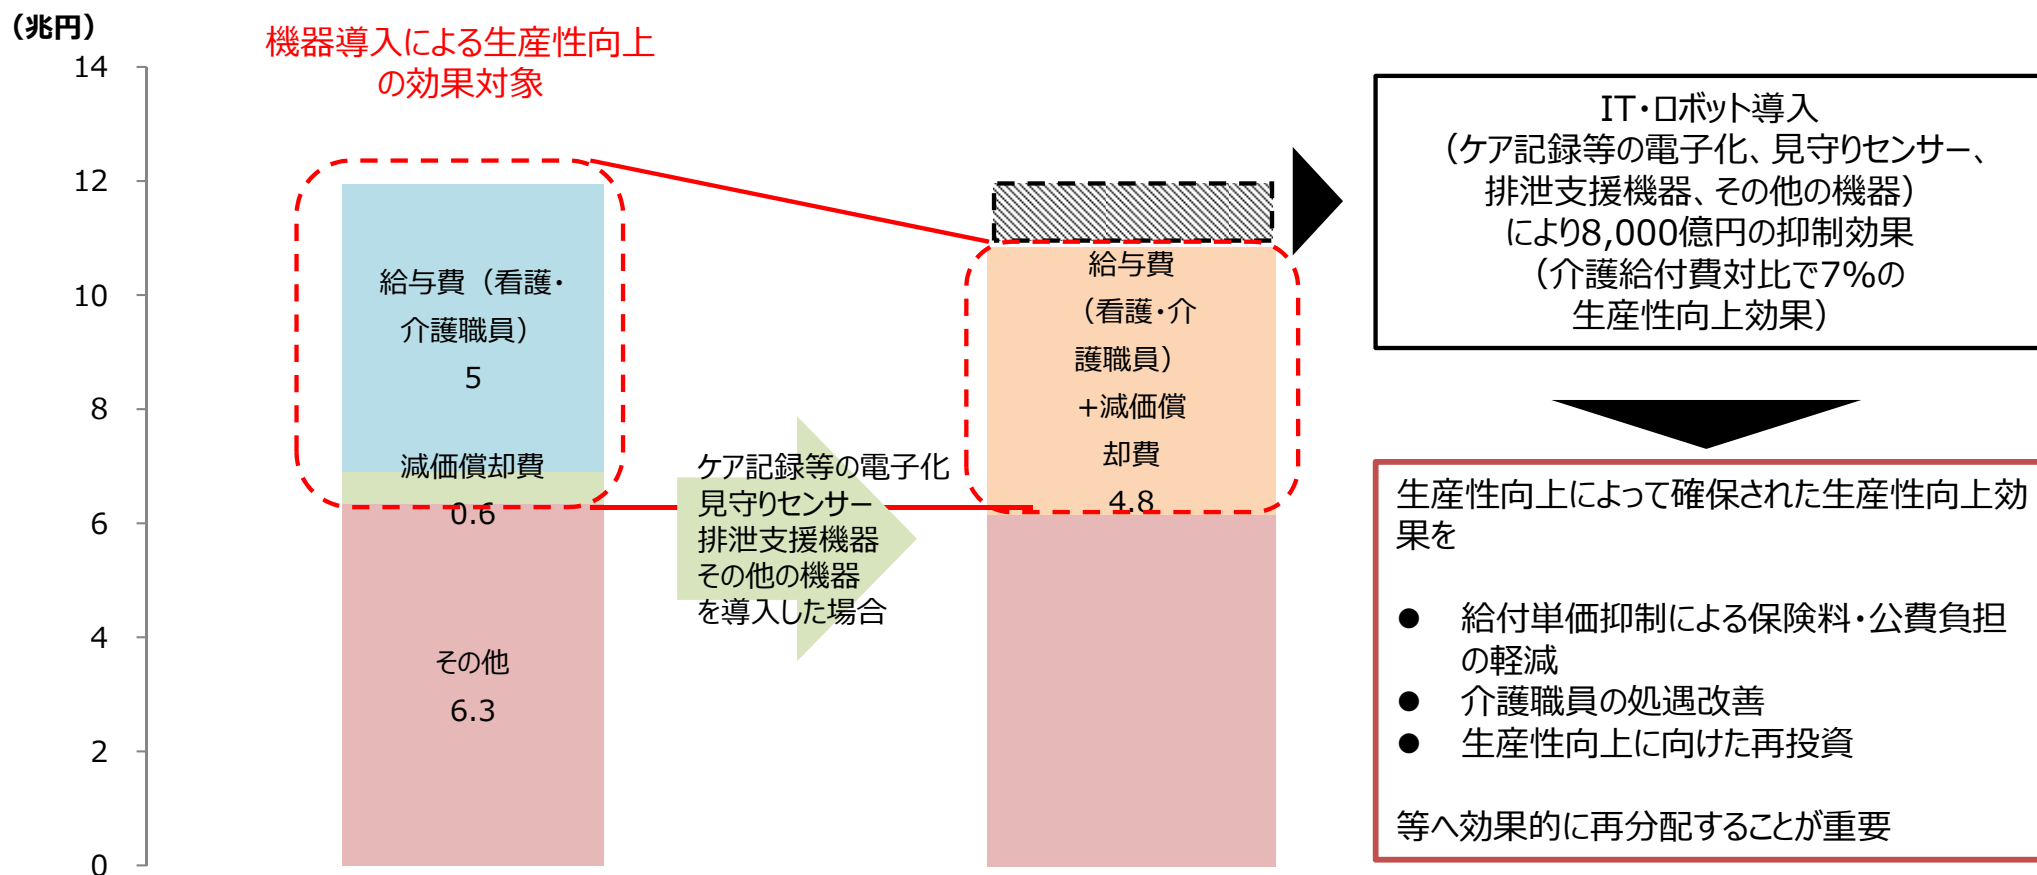 （兆円）
機器導入による生産性向上
の効果対象
14
12
10
8
6
4
2
0
給与費（看護・
介護職員）
5
減価償却費
0.6
その他
6.3
ケア記録等の電子化
見守りセンサー
排泄支援機器
その他の機器
を導入した場合
給与費
（看護・介
護職員）
+減価償
却費
4.8
IT・ロボット導入
（ケア記録等の電子化、見守りセンサー、
排泄支援機器、その他の機器）
により8,000億円の抑制効果
（介護給付費対比で7%の
生産性向上効果）
生産性向上によって確保された生産性向上効
果を
● 給付単価抑制による保険料・公費負担
の軽減
● 介護職員の処遇改善
● 生産性向上に向けた再投資
等へ効果的に再分配することが重要